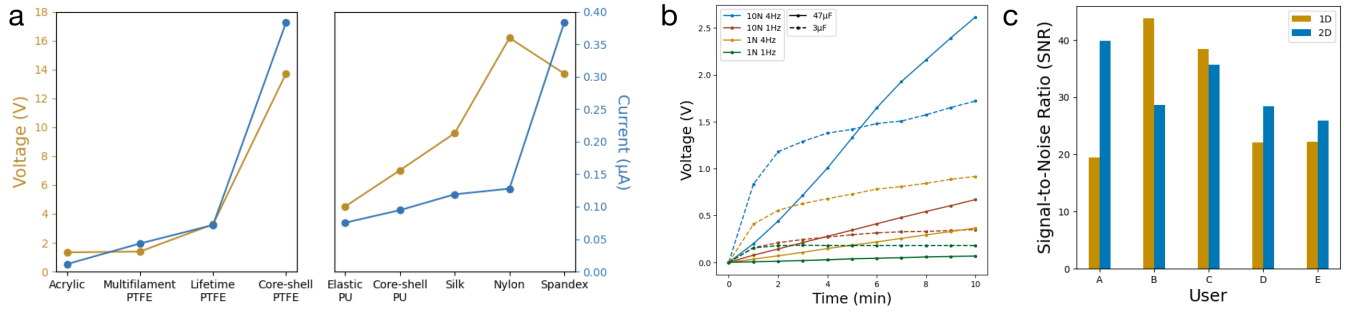 a
Voltage (V)
18
16
14
12
10
8
6
4
2
0
Acrylic
Multifilament
PTFE
Lifetime
PTFE
Core-shell
PTFE
Elastic
PU
Core-shell
PU
Silk
Nylon
Spandex
0.40
0.35
0.30
0.25
0.20
0.15
0.10
0.05
0.00
Current (μA)
b
Voltage (V)
2.5
2.0
1.5
1.0
0.5
0.0
10N 4Hz
10N 1Hz
1N 4Hz
1N 1Hz
47μF
3μF
0 2 4 6 8 10
Time (min)
c
Signal-to-Noise Ratio (SNR)
40
30
20
10
0
1D
2D
A B C D E
User